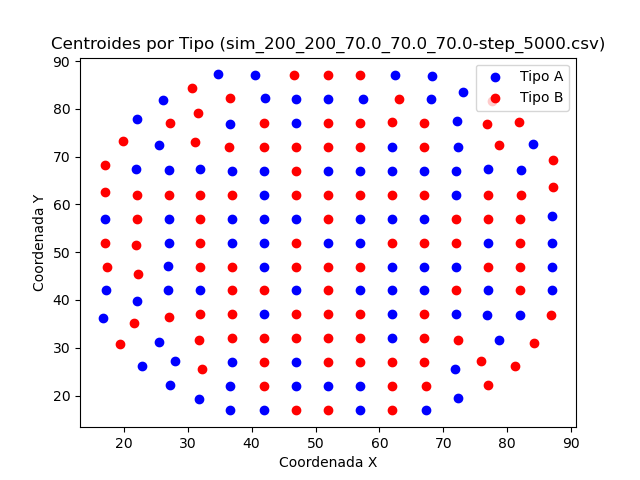 Centroides por Tipo (sim_200_200_70.0_70.0_70.0-step_5000.csv)
Tipo A
Tipo B
90
80
70
60
50
40
30
20
Coordenada Y
20 30 40 50 60 70 80 90
Coordenada X